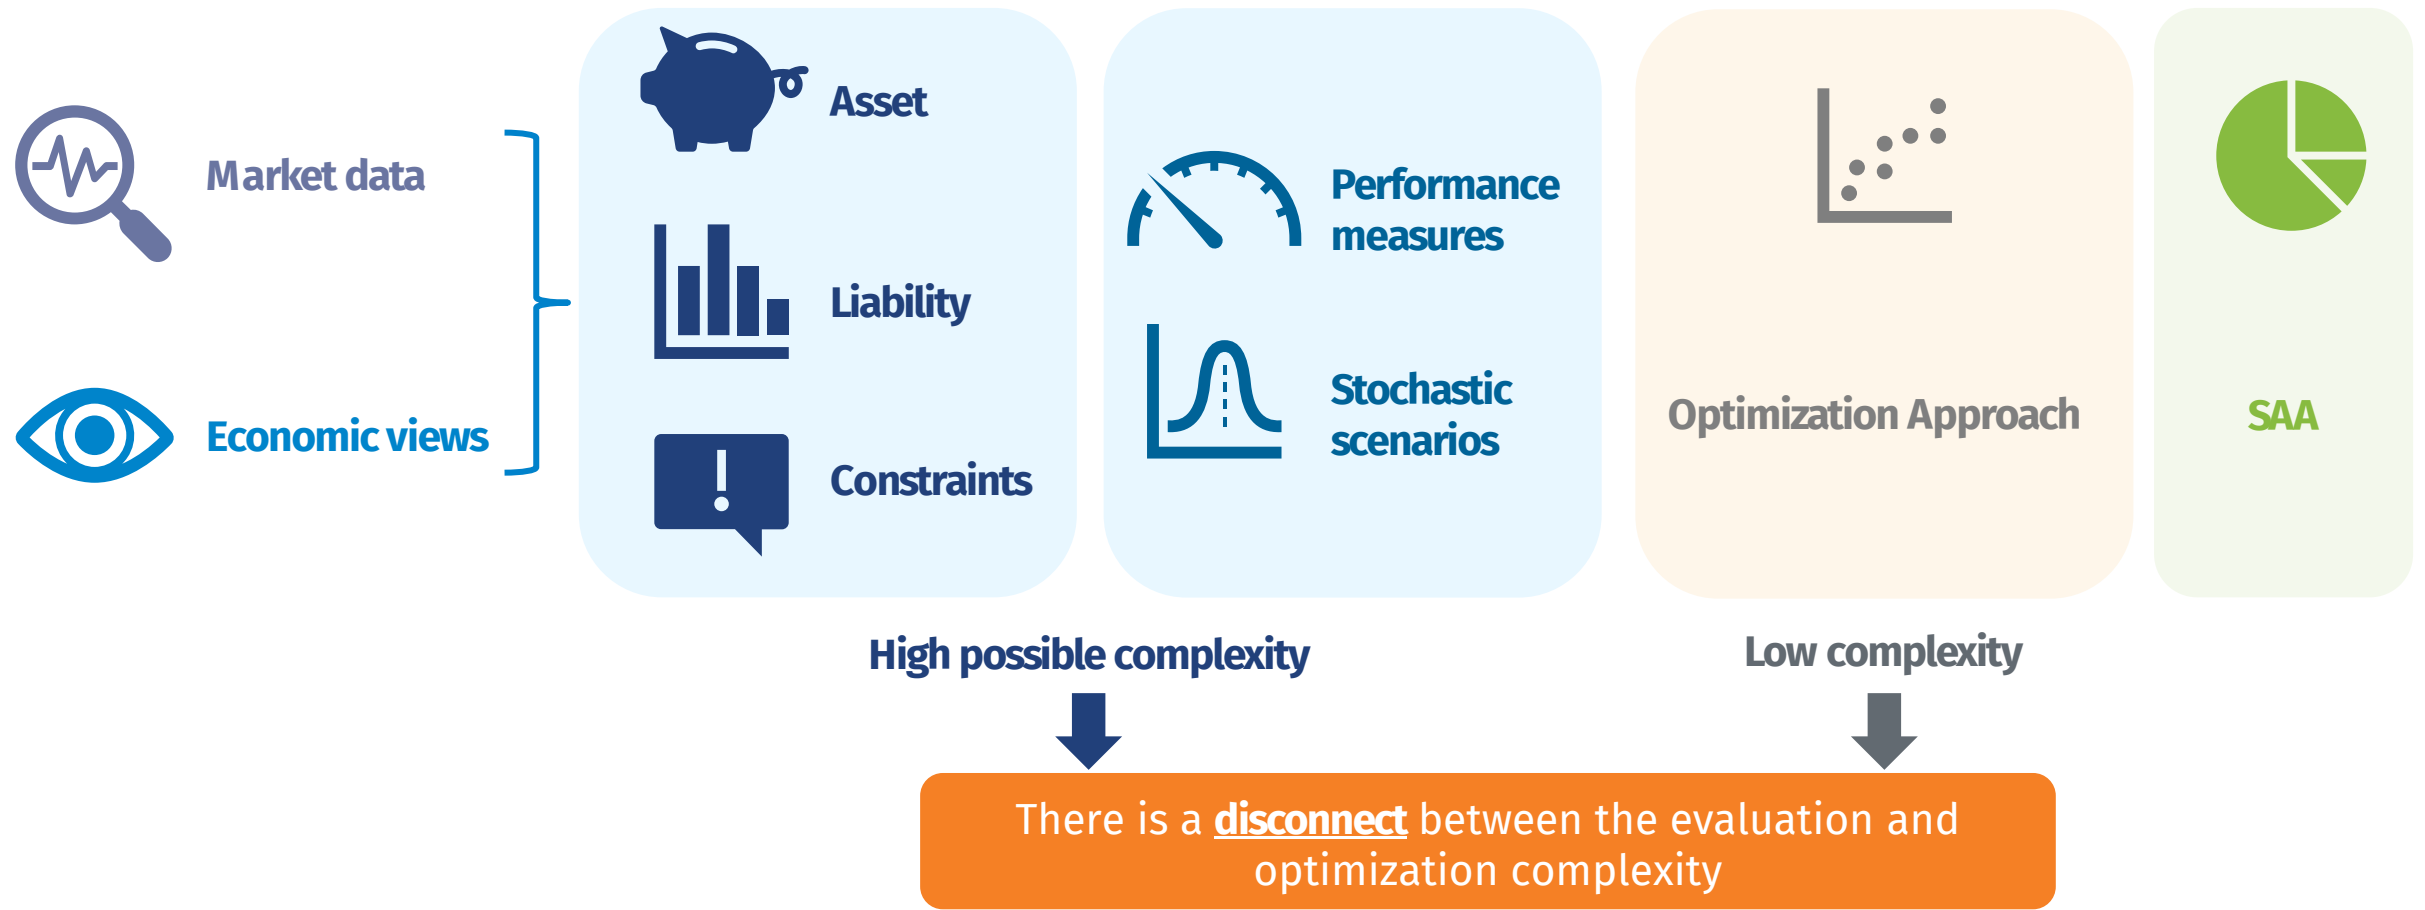 Market data
Economic views
Asset
Liability
Constraints
Performance
measures
Stochastic
scenarios
Optimization Approach
SAA
High possible complexity
Low complexity
There is a disconnect between the evaluation and
optimization complexity